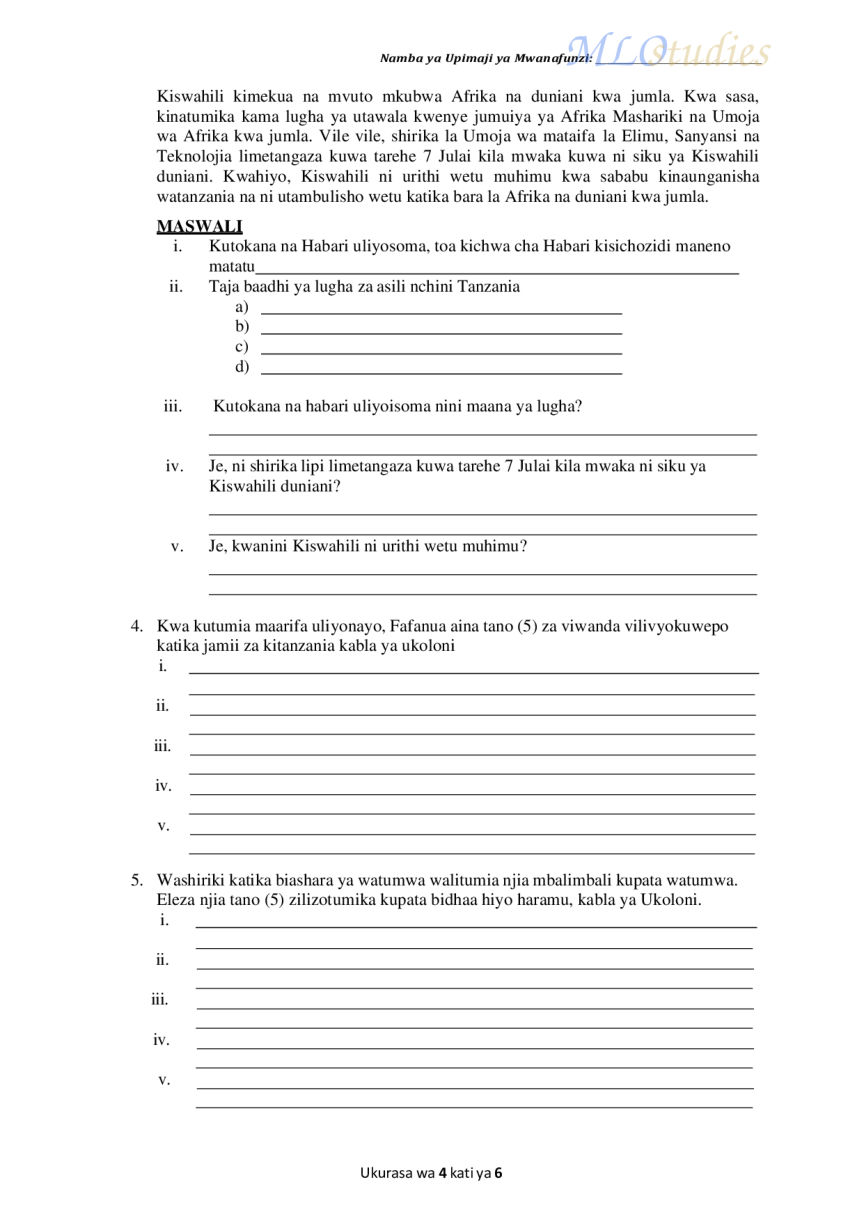 Namba ya Upimaji ya Mwanafunzi:
MLOstudies
Kiswahili kimekua na mvuto mkubwa Afrika na duniani kwa jumla. Kwa sasa,
kinatumika kama lugha ya utawala kwenye jumuiya ya Afrika Mashariki na Umoja
wa Afrika kwa jumla. Vile vile, shirika la Umoja wa mataifa la Elimu, Sanyansi na
Teknolojia limetangaza kuwa tarehe 7 Julai kila mwaka kuwa ni siku ya Kiswahili
duniani. Kwahiyo, Kiswahili ni urithi wetu muhimu kwa sababu kinaunganisha
watanzania na ni utambulisho wetu katika bara la Afrika na duniani kwa jumla.
MASWALI
i. Kutokana na Habari uliyosoma, toa kichwa cha Habari kisichozidi maneno
matatu
ii. Taja baadhi ya lugha za asili nchini Tanzania
a)
b)
c)
d)
iii. Kutokana na habari uliyoisoma nini maana ya lugha?
iv. Je, ni shirika lipi limetangaza kuwa tarehe 7 Julai kila mwaka ni siku ya
Kiswahili duniani?
v. Je, kwanini Kiswahili ni urithi wetu muhimu?
4. Kwa kutumia maarifa uliyonayo, Fafanua aina tano (5) za viwanda vilivyokuwepo
katika jamii za kitanzania kabla ya ukoloni
i.
ii.
iii.
iv.
v.
5. Washiriki katika biashara ya watumwa walitumia njia mbalimbali kupata watumwa.
Eleza njia tano (5) zilizotumika kupata bidhaa hiyo haramu, kabla ya Ukoloni.
i.
ii.
iii.
iv.
v.
Ukurasa wa 4 kati ya 6